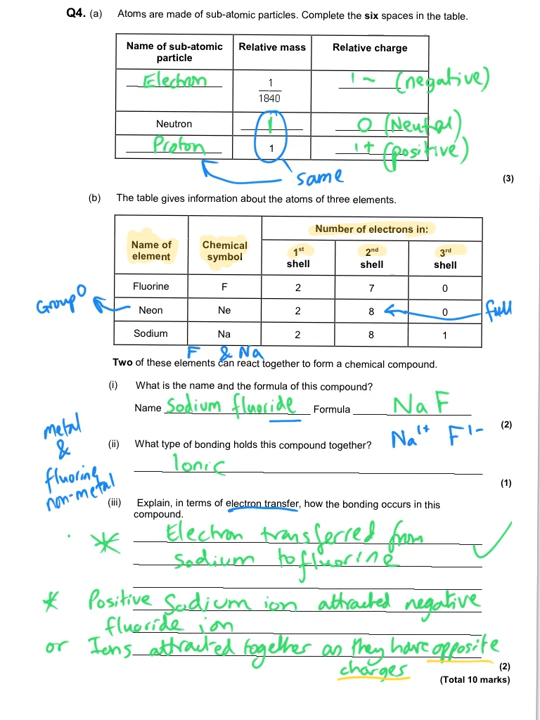 Q4. (a) Atoms are made of sub-atomic particles. Complete the six spaces in the table.
Name of sub-atomic particle Relative mass Relative charge
Electron 1/1840 1- (negative)
Neutron 1 0 (Neutral)
Proton 1 1+ (positive)
same
(3)
(b) The table gives information about the atoms of three elements.
Name of element Chemical symbol Number of electrons in:
1st shell 2nd shell 3rd shell
Fluorine F 2 7 0
Group 0 Neon Ne 2 8 0 full
Sodium Na 2 8 1
F & Na
Two of these elements can react together to form a chemical compound.
(i) What is the name and the formula of this compound?
Name Sodium fluoride Formula NaF
(2)
Na1+ F1-
metal & fluorine non-metal
(ii) What type of bonding holds this compound together?
Ionic
(1)
(iii) Explain, in terms of electron transfer, how the bonding occurs in this
compound.
* Electron transferred from
sodium to fluorine
* Positive Sodium ion attracted negative
fluoride ion
or Ions attracted together as they have opposite
charges
(2)
(Total 10 marks)